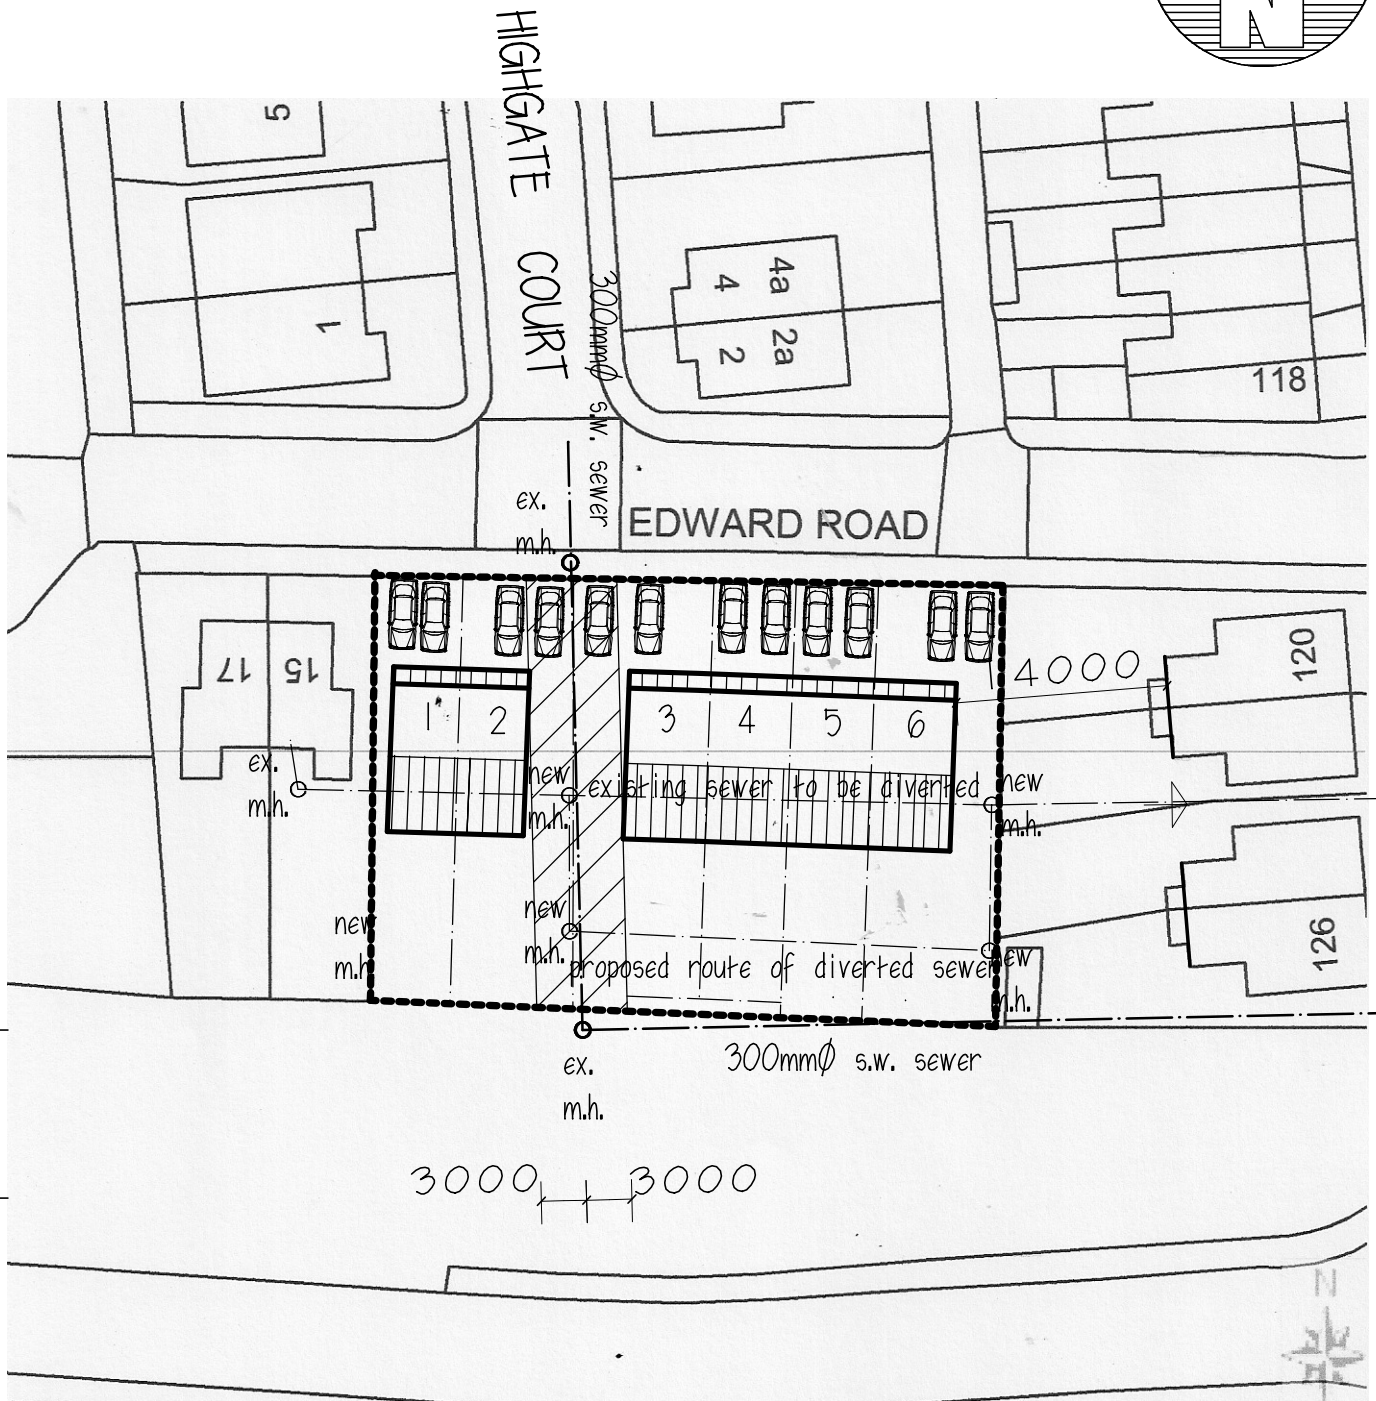 N
HIGHGATE COURT
5
1
4 4a
2 2a
118
300mmØ s.w. sewer
ex.
m.h.
EDWARD ROAD
17 15
4000
120
1 2 3 4 5 6
ex.
m.h.
new
m.h.
existing sewer to be diverted
new
m.h.
new
m.h
new
m.h.
proposed route of diverted sewer
new
m.h.
126
300mmØ s.w. sewer
ex.
m.h.
3000 3000
N